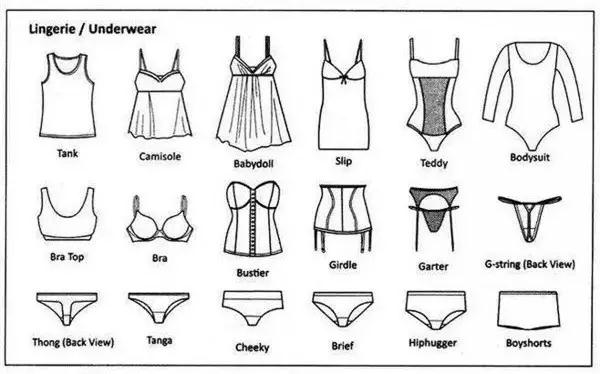 Lingerie / Underwear
Tank
Camisole
Babydoll
Slip
Teddy
Bodysuit
Bra Top
Bra
Bustier
Girdle
Garter
G-string (Back View)
Thong (Back View)
Tanga
Cheeky
Brief
Hiphugger
Boyshorts